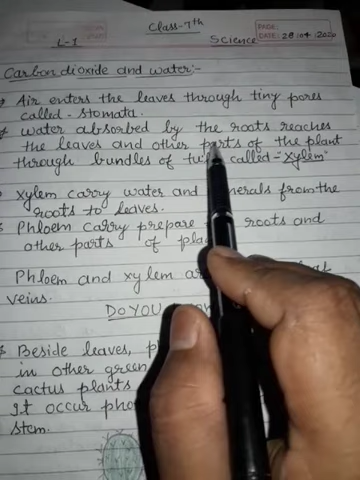 Class-7th
PAGE:
L-1
Science
DATE: 28:04:2020
Carbon dioxide and water:-
Air enters the leaves through tiny pores
called - stomata.
water absorbed by the roots reaches
the leaves and other parts of the plant
through bundles of called - "xylem"
xylem carry water and from the
roots to leaves.
Phloem carry prepare roots and
other parts of
Phloem and xylem
veins.
DO YOU
Beside leaves,
in other green
cactus plants
It occur
stem.